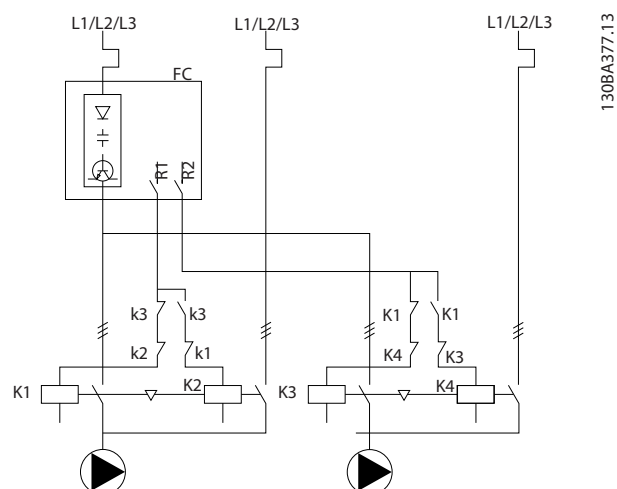 L1/L2/L3
L1/L2/L3
L1/L2/L3
130BA377.13
FC
R1
R2
k3
k3
K1
K1
k2
k1
K4
K3
K1
K2
K3
K4